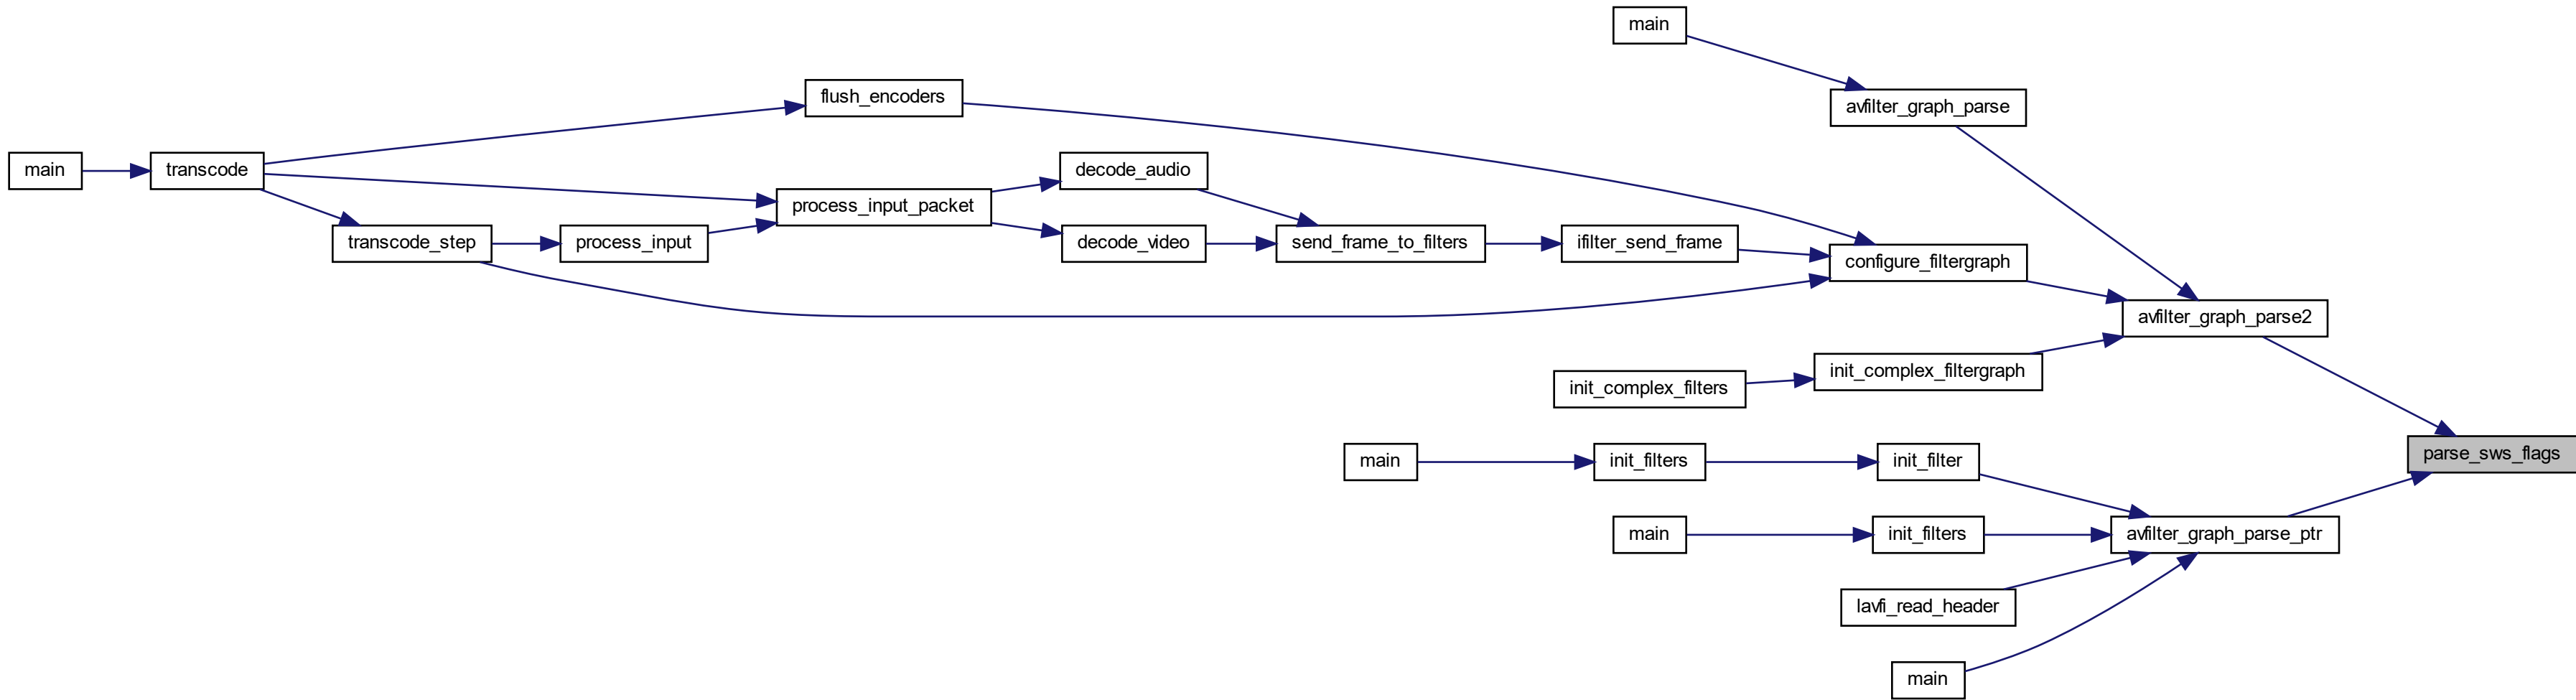 main
avfilter_graph_parse
flush_encoders
main
transcode
decode_audio
process_input_packet
transcode_step
process_input
decode_video
send_frame_to_filters
ifilter_send_frame
configure_filtergraph
avfilter_graph_parse2
init_complex_filtergraph
init_complex_filters
parse_sws_flags
main
init_filters
init_filter
main
init_filters
avfilter_graph_parse_ptr
lavfi_read_header
main